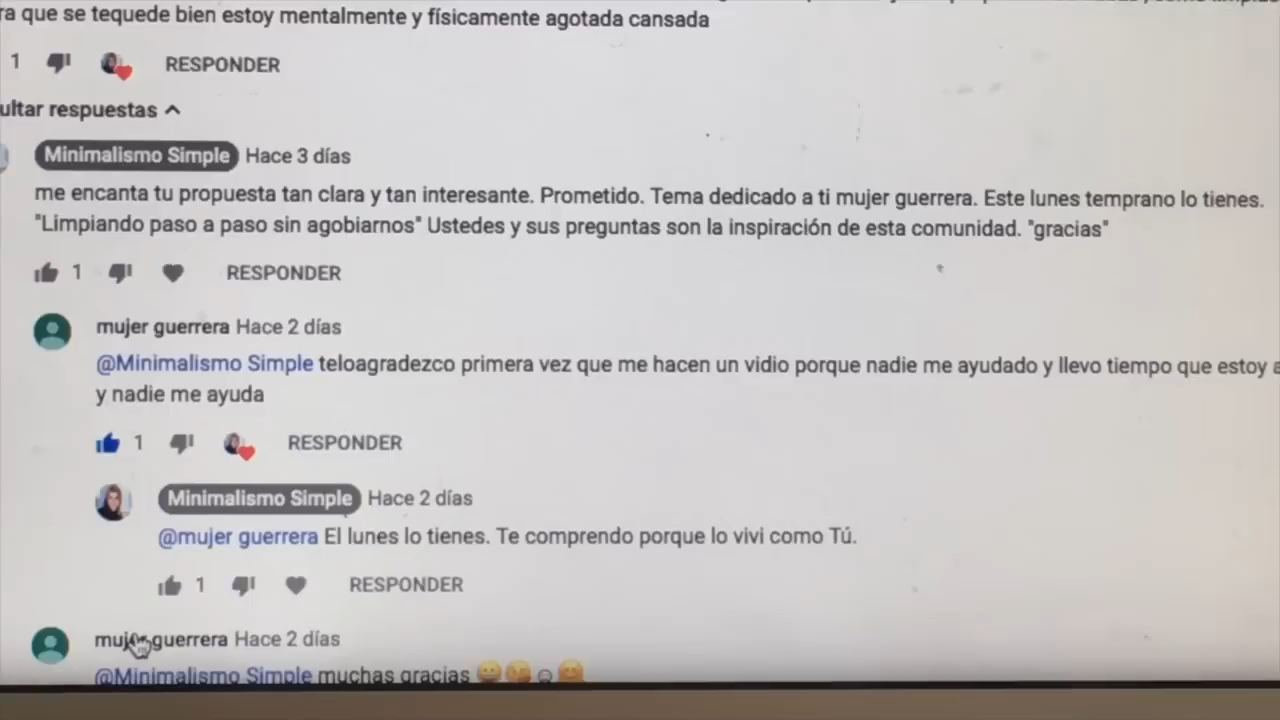 ra que se tequede bien estoy mentalmente y físicamente agotada cansada
1 RESPONDER
ultar respuestas
Minimalismo Simple Hace 3 días
me encanta tu propuesta tan clara y tan interesante. Prometido. Tema dedicado a ti mujer guerrera. Este lunes temprano lo tienes.
"Limpiando paso a paso sin agobiarnos" Ustedes y sus preguntas son la inspiración de esta comunidad. "gracias"
1 RESPONDER
mujer guerrera Hace 2 días
@Minimalismo Simple teloagradezco primera vez que me hacen un vidio porque nadie me ayudado y llevo tiempo que estoy a
y nadie me ayuda
1 RESPONDER
Minimalismo Simple Hace 2 días
@mujer guerrera El lunes lo tienes. Te comprendo porque lo vivi como Tú.
1 RESPONDER
mujer guerrera Hace 2 días
@Minimalismo Simple muchas gracias